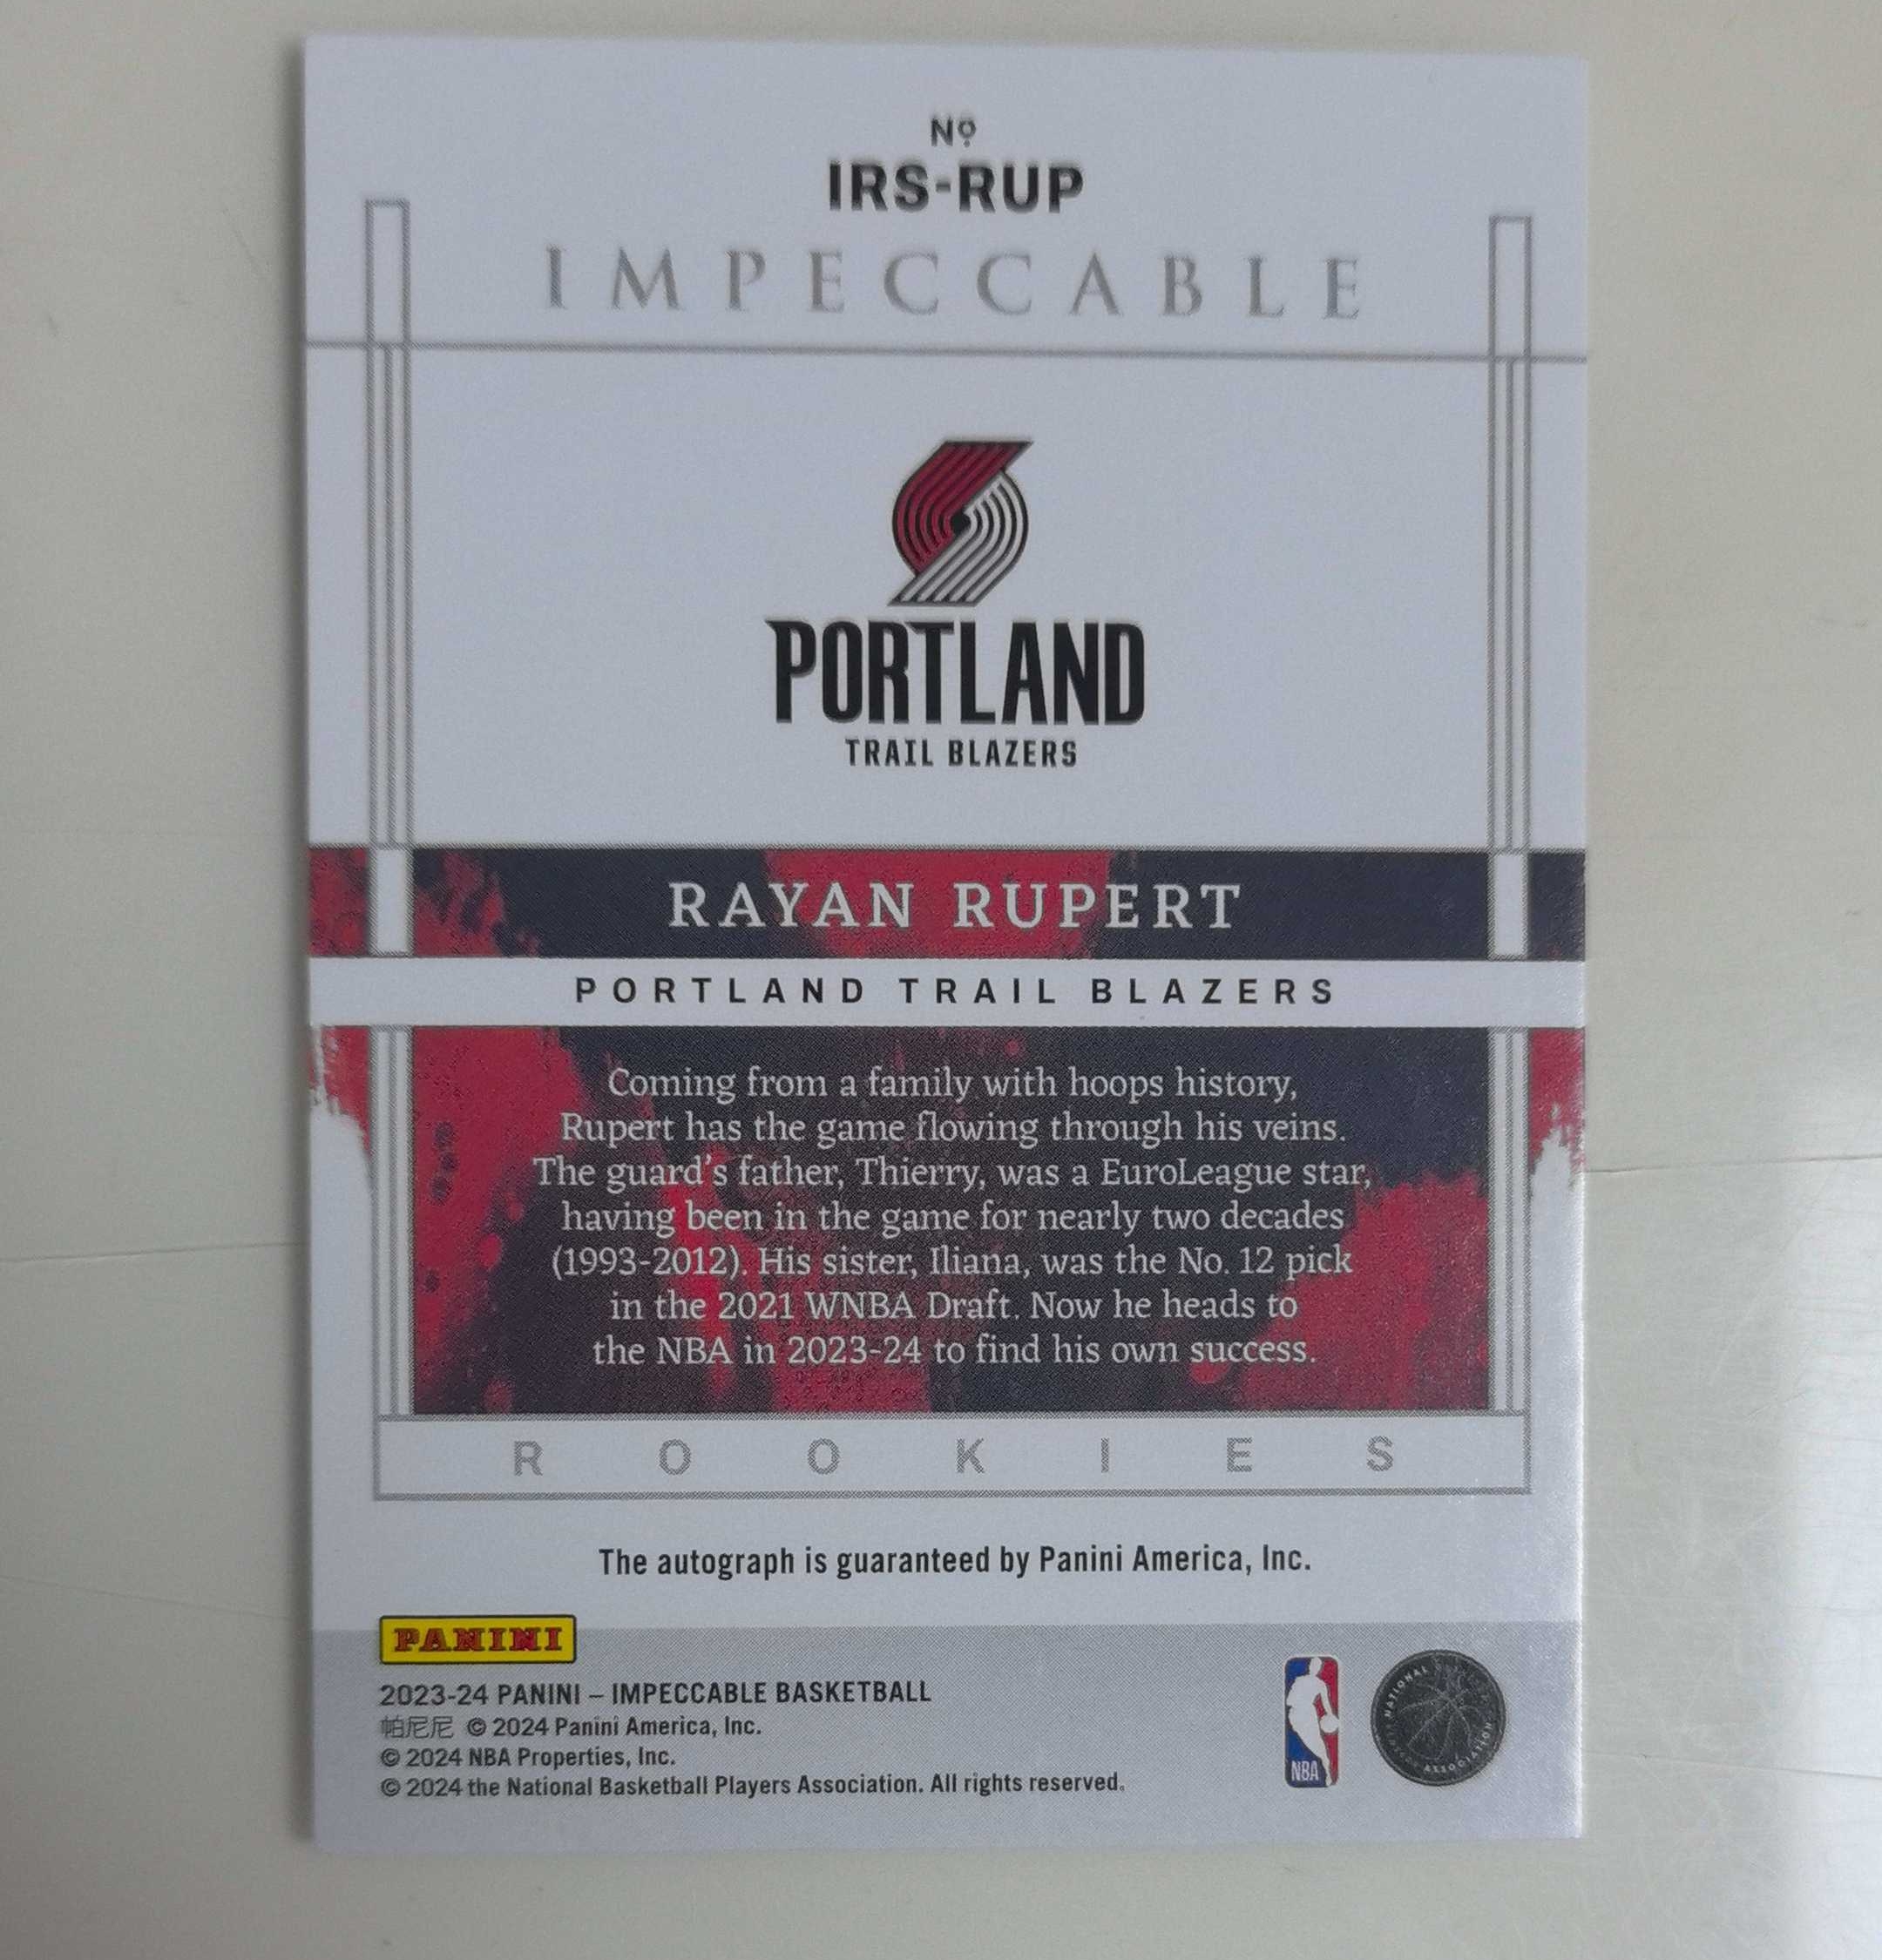 Nº
IRS-RUP
IMPECCABLE
PORTLAND
TRAIL BLAZERS
RAYAN RUPERT
PORTLAND TRAIL BLAZERS
Coming from a family with hoops history,
Rupert has the game flowing through his veins.
The guard's father, Thierry, was a EuroLeague star,
having been in the game for nearly two decades
(1993-2012). His sister, Iliana, was the No. 12 pick
in the 2021 WNBA Draft. Now he heads to
the NBA in 2023-24 to find his own success.
ROOKIES
The autograph is guaranteed by Panini America, Inc.
PANINI
2023-24 PANINI – IMPECCABLE BASKETBALL
帕尼尼 © 2024 Panini America, Inc.
© 2024 NBA Properties, Inc.
© 2024 the National Basketball Players Association. All rights reserved.
NBA
NATIONAL ASSOCIATION